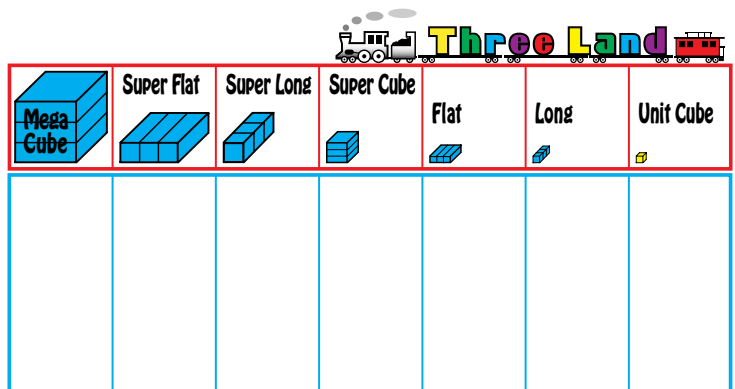 Three Land
Mega
Cube
Super Flat
Super Long
Super Cube
Flat
Long
Unit Cube